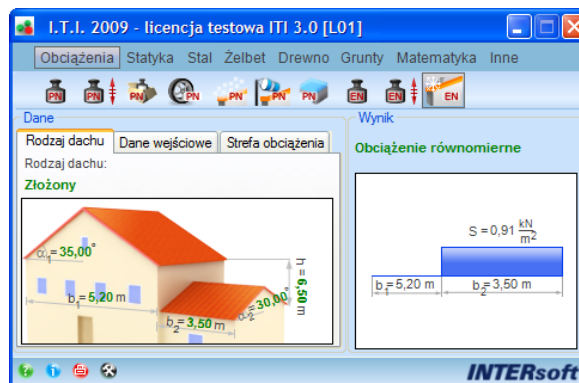 I.T.I. 2009 - licencja testowa ITI 3.0 [L01]
Obciążenia Statyka Stal Żelbet Drewno Grunty Matematyka Inne
PN PN PN PN PN PN PN EN EN EN
Dane
Wynik
Rodzaj dachu Dane wejściowe Strefa obciążenia
Rodzaj dachu:
Złożony
α1=35,00°
b1=5,20 m
b2=3,50 m
α2=30,00°
h = 6,50 m
Obciążenie równomierne
S = 0,91 kN/m2
b1=5,20 m b2=3,50 m
INTERsoft